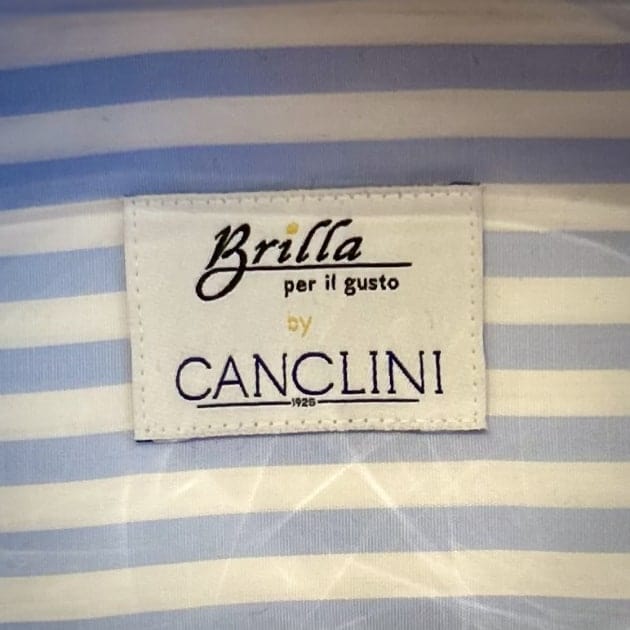 Brilla
per il gusto
by
CANCLINI
1925